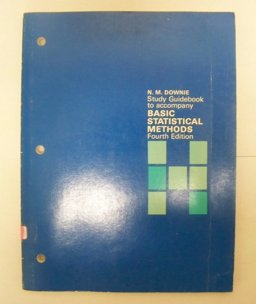 N. M. DOWNIE
Study Guidebook
to accompany
BASIC
STATISTICAL
METHODS
Fourth Edition